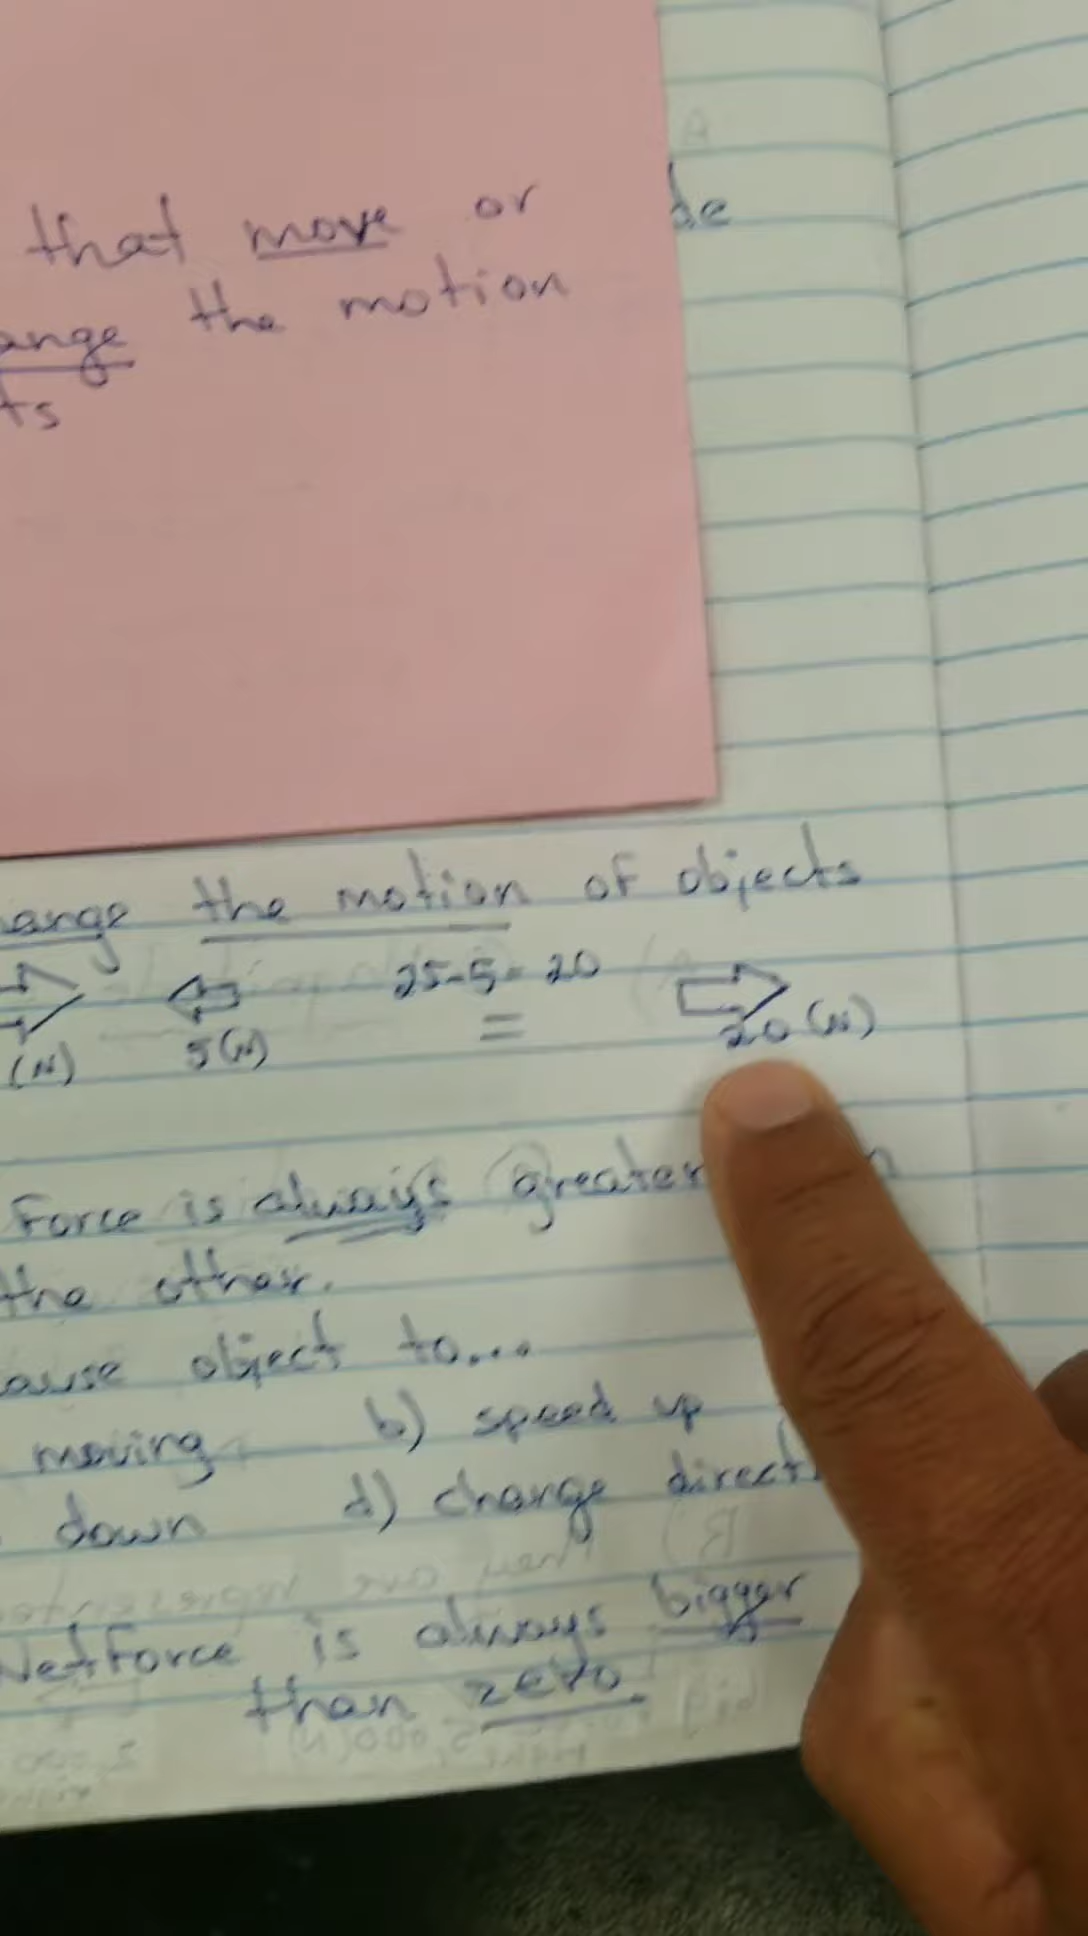 that move or
ange the motion
ts
de
hange the motion of objects
25-5=20
(N) 5(N) = 20(N)
Force is always greater
the other.
ause object to...
moving b) speed up
down d) change direct
Net Force is always bigger
than zero.